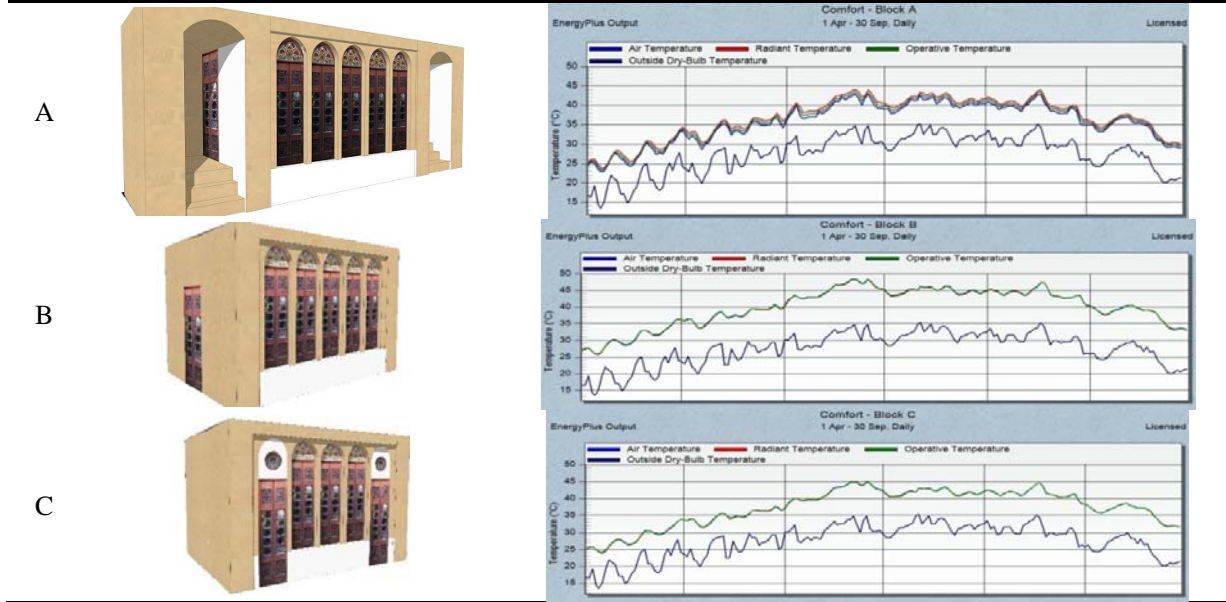 A
Comfort - Block A
EnergyPlus Output 1 Apr - 30 Sep, Daily Licensed
Air Temperature Radiant Temperature Operative Temperature
Outside Dry-Bulb Temperature
Temperature (°C)
50
45
40
35
30
25
20
15
B
Comfort - Block B
EnergyPlus Output 1 Apr - 30 Sep, Daily Licensed
Air Temperature Radiant Temperature Operative Temperature
Outside Dry-Bulb Temperature
Temperature (°C)
50
45
40
35
30
25
20
15
C
Comfort - Block C
EnergyPlus Output 1 Apr - 30 Sep, Daily Licensed
Air Temperature Radiant Temperature Operative Temperature
Outside Dry-Bulb Temperature
Temperature (°C)
50
45
40
35
30
25
20
15